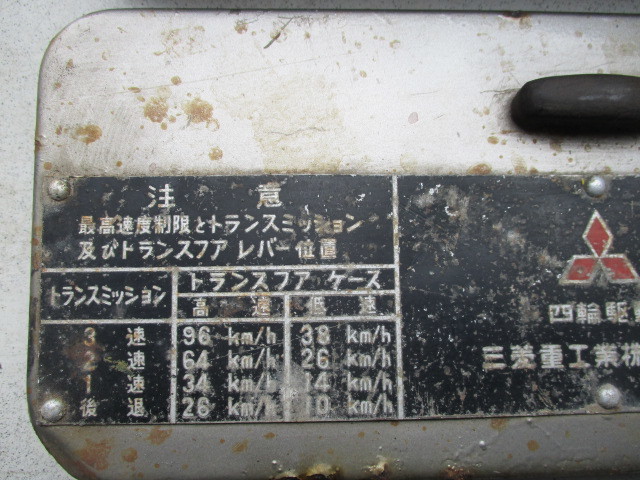 注 意
最高速度制限とトランスミッション
及びトランスフア レバー位置
トランスミッション
トランスフア ケース
高 速 低 速
3 速 96 km/h 38 km/h
2 速 64 km/h 26 km/h
1 速 34 km/h 14 km/h
後 退 26 km/h 10 km/h
四輪駆動
三菱重工業株